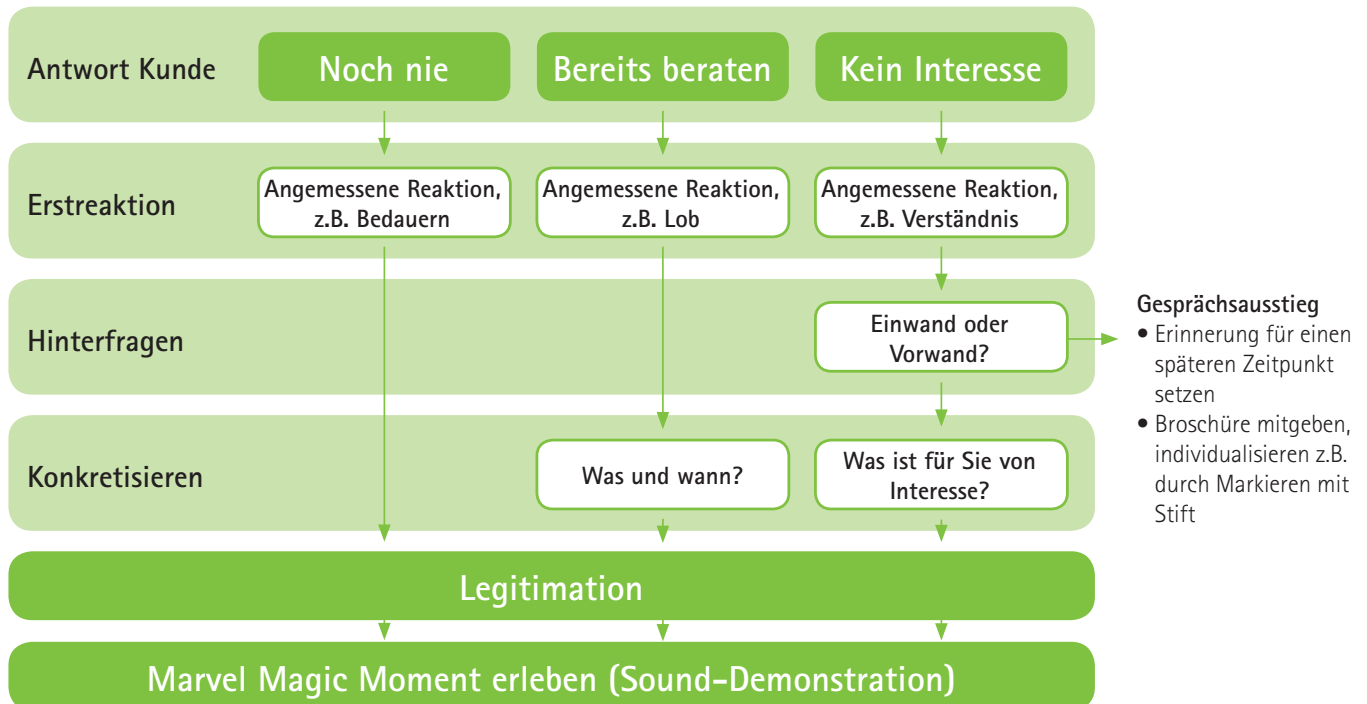 Antwort Kunde
Noch nie
Bereits beraten
Kein Interesse
Erstreaktion
Angemessene Reaktion,
z.B. Bedauern
Angemessene Reaktion,
z.B. Lob
Angemessene Reaktion,
z.B. Verständnis
Hinterfragen
Einwand oder
Vorwand?
Gesprächsausstieg
• Erinnerung für einen
späteren Zeitpunkt
setzen
• Broschüre mitgeben,
individualisieren z.B.
durch Markieren mit
Stift
Konkretisieren
Was und wann?
Was ist für Sie von
Interesse?
Legitimation
Marvel Magic Moment erleben (Sound-Demonstration)